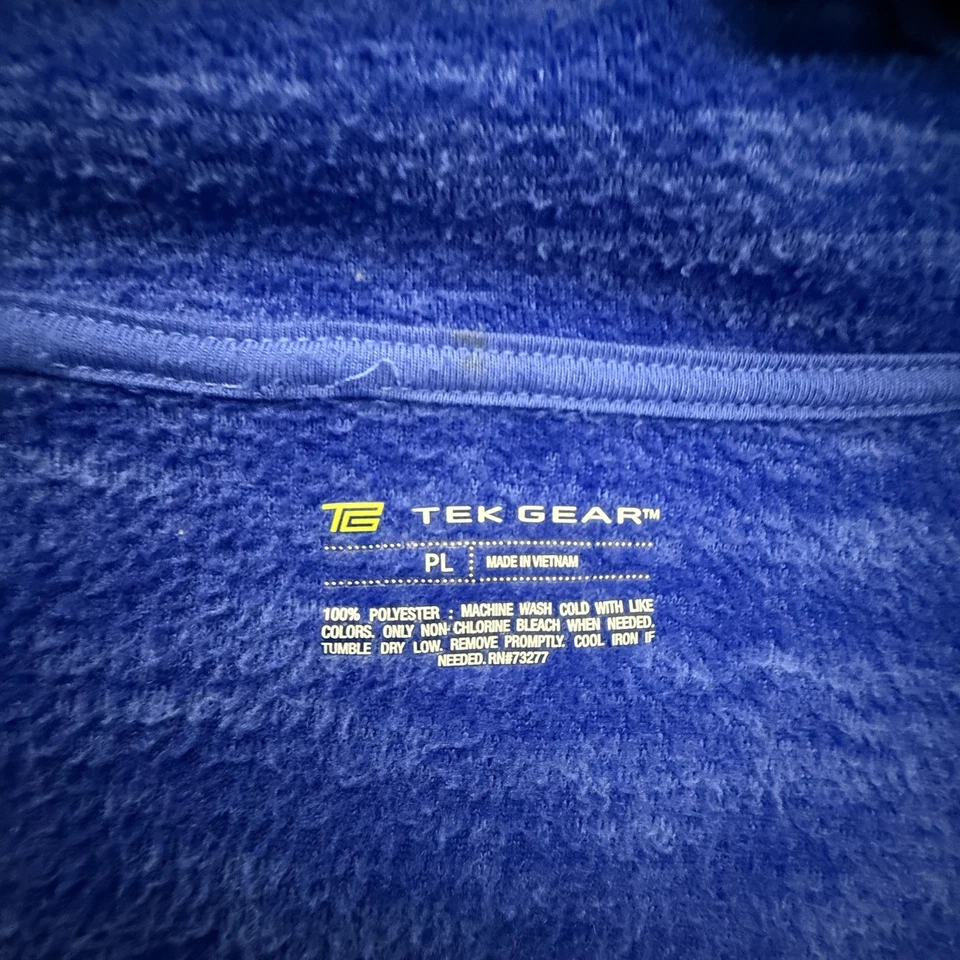 TG TEK GEAR™
PL MADE IN VIETNAM
100% POLYESTER : MACHINE WASH COLD WITH LIKE
COLORS. ONLY NON-CHLORINE BLEACH WHEN NEEDED.
TUMBLE DRY LOW. REMOVE PROMPTLY. COOL IRON IF
NEEDED. RN#73277